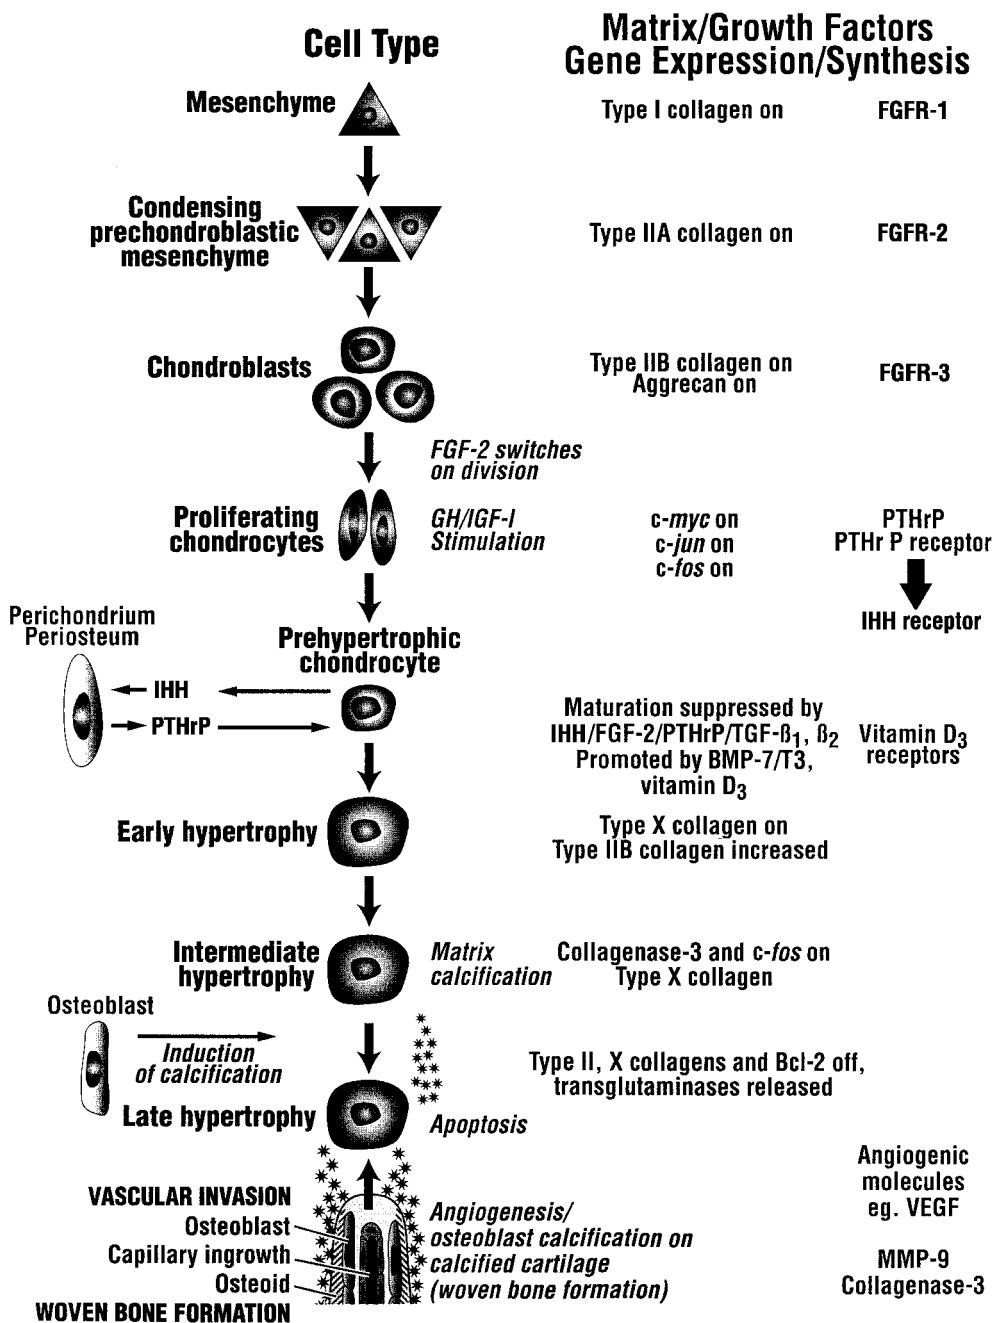 Cell Type
Matrix/Growth Factors
Gene Expression/Synthesis
Mesenchyme
Type I collagen on
FGFR-1
Condensing
prechondroblastic
mesenchyme
Type IIA collagen on
FGFR-2
Chondroblasts
Type IIB collagen on
Aggrecan on
FGFR-3
FGF-2 switches
on division
Proliferating
chondrocytes
GH/IGF-I
Stimulation
c-myc on
c-jun on
c-fos on
PTHrP
PTHr P receptor
IHH receptor
Perichondrium
Periosteum
Prehypertrophic
chondrocyte
IHH
PTHrP
Maturation suppressed by
IHH/FGF-2/PTHrP/TGF-ß1, ß2
Promoted by BMP-7/T3,
vitamin D3
Vitamin D3
receptors
Early hypertrophy
Type X collagen on
Type IIB collagen increased
Intermediate
hypertrophy
Matrix
calcification
Collagenase-3 and c-fos on
Type X collagen
Osteoblast
Induction
of calcification
Type II, X collagens and Bcl-2 off,
transglutaminases released
Late hypertrophy
Apoptosis
Angiogenic
molecules
eg. VEGF
VASCULAR INVASION
Osteoblast
Capillary ingrowth
Osteoid
WOVEN BONE FORMATION
Angiogenesis/
osteoblast calcification on
calcified cartilage
(woven bone formation)
MMP-9
Collagenase-3